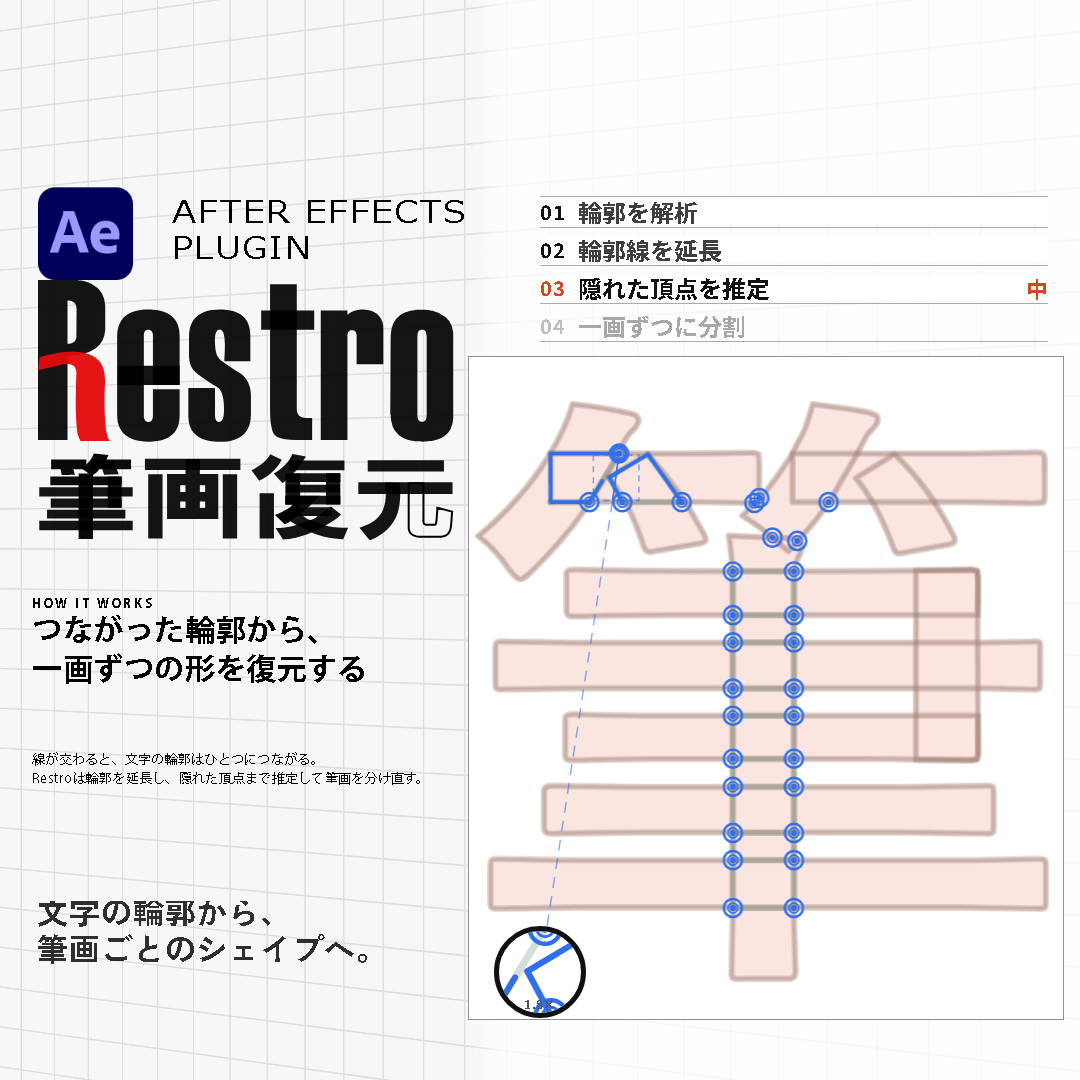 Ae
AFTER EFFECTS
PLUGIN
Restro
筆画復元
HOW IT WORKS
つながった輪郭から、
一画ずつの形を復元する
線が交わると、文字の輪郭はひとつにつながる。
Restroは輪郭を延長し、隠れた頂点まで推定して筆画を分け直す。
文字の輪郭から、
筆画ごとのシェイプへ。
01 輪郭を解析
02 輪郭線を延長
03 隠れた頂点を推定 中
04 一画ずつに分割
筆